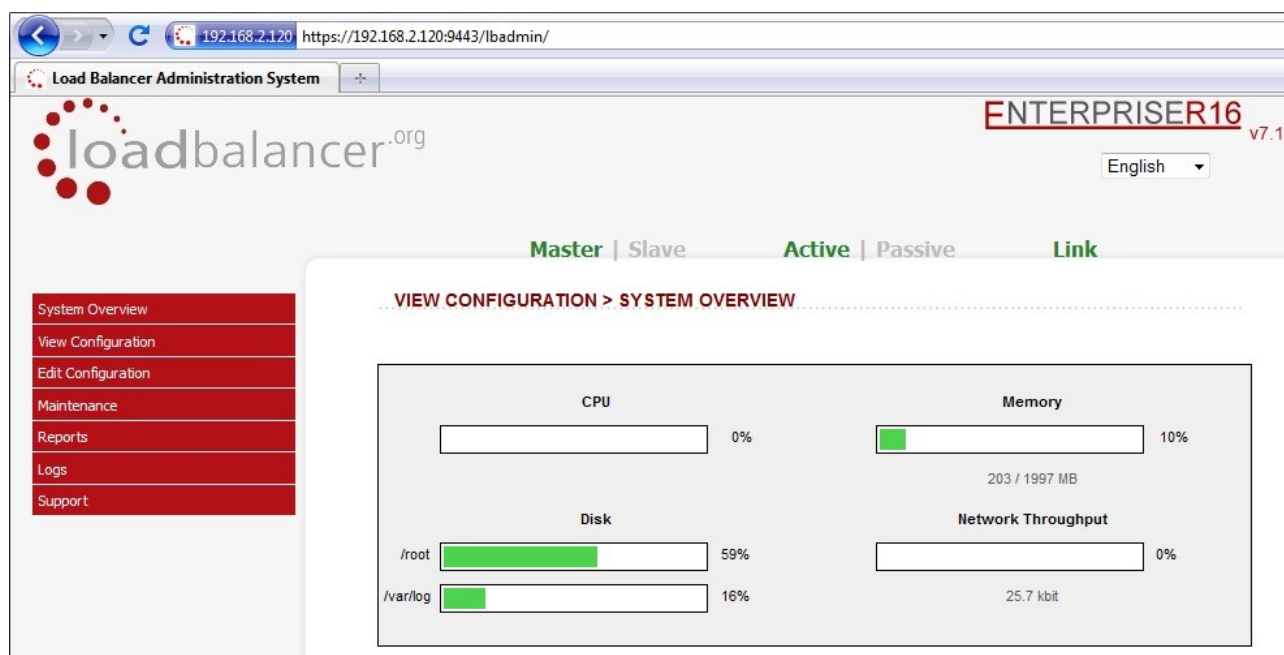 192.168.2.120 https://192.168.2.120:9443/lbadmin/
Load Balancer Administration System
loadbalancer.org
ENTERPRISER16
v7.1
English
Master | Slave Active | Passive Link
System Overview
View Configuration
Edit Configuration
Maintenance
Reports
Logs
Support
VIEW CONFIGURATION > SYSTEM OVERVIEW
CPU
0%
Memory
10%
203 / 1997 MB
Disk
/root 59%
/var/log 16%
Network Throughput
0%
25.7 kbit